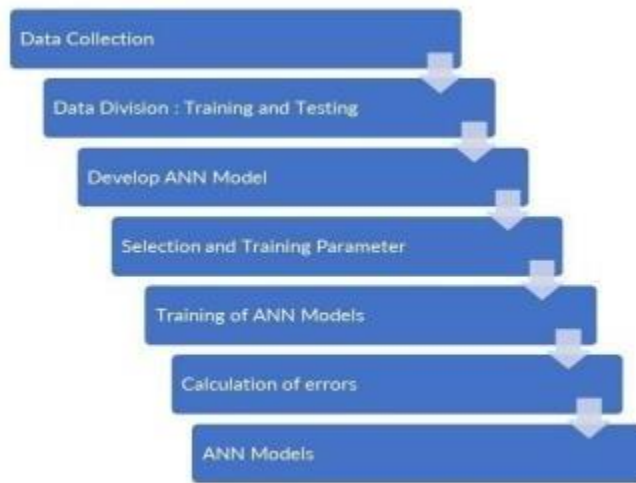 Data Collection
Data Division : Training and Testing
Develop ANN Model
Selection and Training Parameter
Training of ANN Models
Calculation of errors
ANN Models